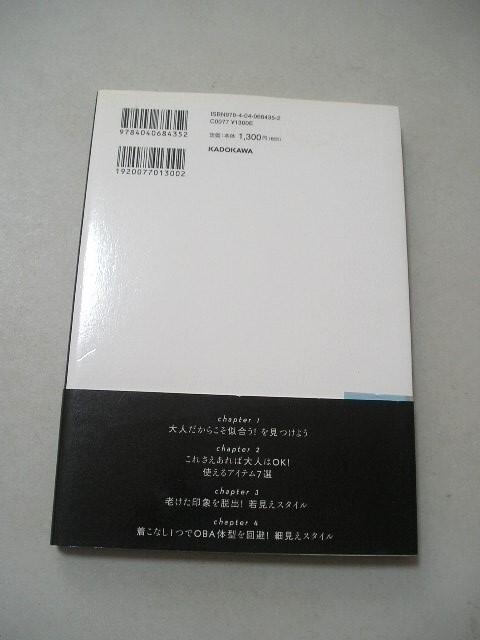 9784040684352
ISBN978-4-04-068435-2
C0077 ¥1300E
定価:本体1,300円(税別)
KADOKAWA
1920077013002
chapter 1
大人だからこそ似合う! を見つけよう
chapter 2
これさえあれば大人はOK!
使えるアイテム7選
chapter 3
老けた印象を脱出! 若見えスタイル
chapter 4
着こなし1つでOBA体型を回避! 細見えスタイル